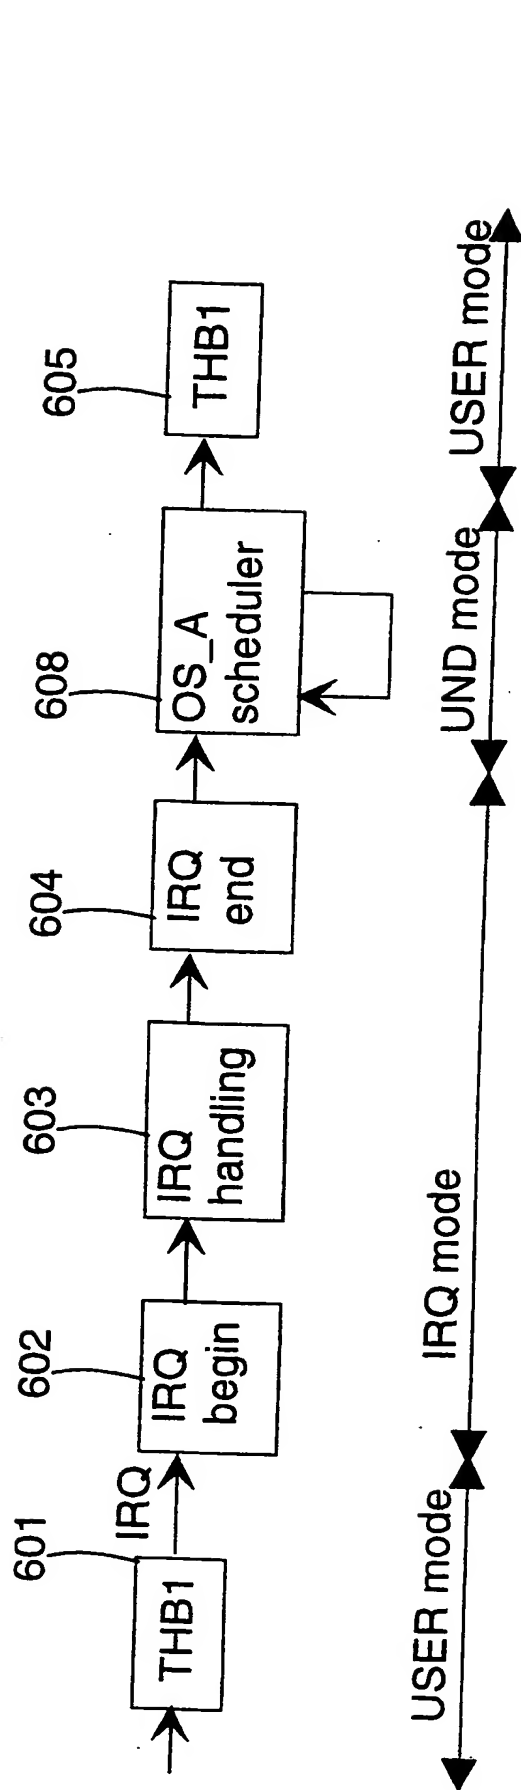 601
THB1
IRQ
602
IRQ
begin
603
IRQ
handling
604
IRQ
end
608
OS_A
scheduler
605
THB1
USER mode
IRQ mode
UND mode
USER mode